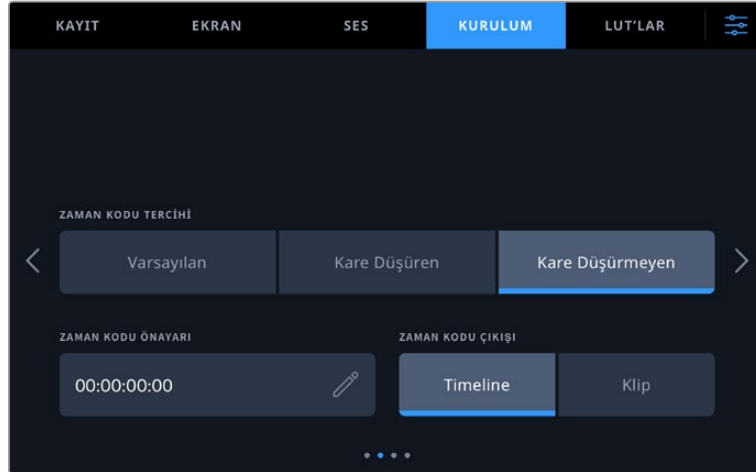 KAYIT EKRAN SES KURULUM LUT'LAR
ZAMAN KODU TERCİHİ
Varsayılan Kare Düşüren Kare Düşürmeyen
ZAMAN KODU ÖNAYARI ZAMAN KODU ÇIKIŞI
00:00:00:00 Timeline Klip